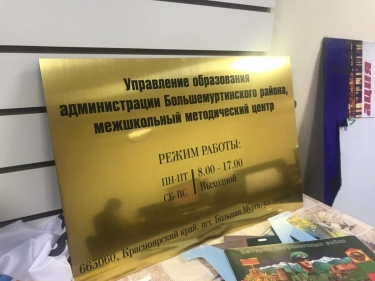 Управление образования
администрации Большемуртинского района,
межшкольный методический центр
РЕЖИМ РАБОТЫ:
ПН-ПТ 8.00 - 17.00
СБ-ВС Выходной
663060, Красноярский край, пгт. Большая Мурта, ул.